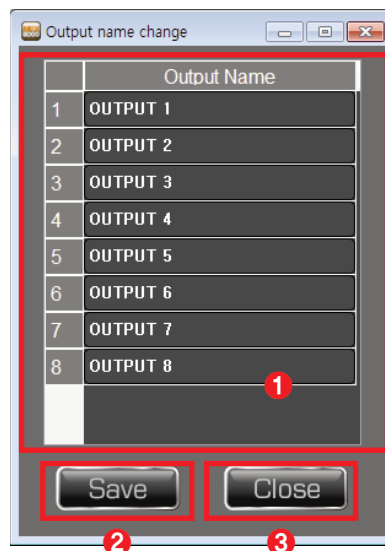 Output name change
Output Name
1 OUTPUT 1
2 OUTPUT 2
3 OUTPUT 3
4 OUTPUT 4
5 OUTPUT 5
6 OUTPUT 6
7 OUTPUT 7
8 OUTPUT 8
1
Save Close
2 3